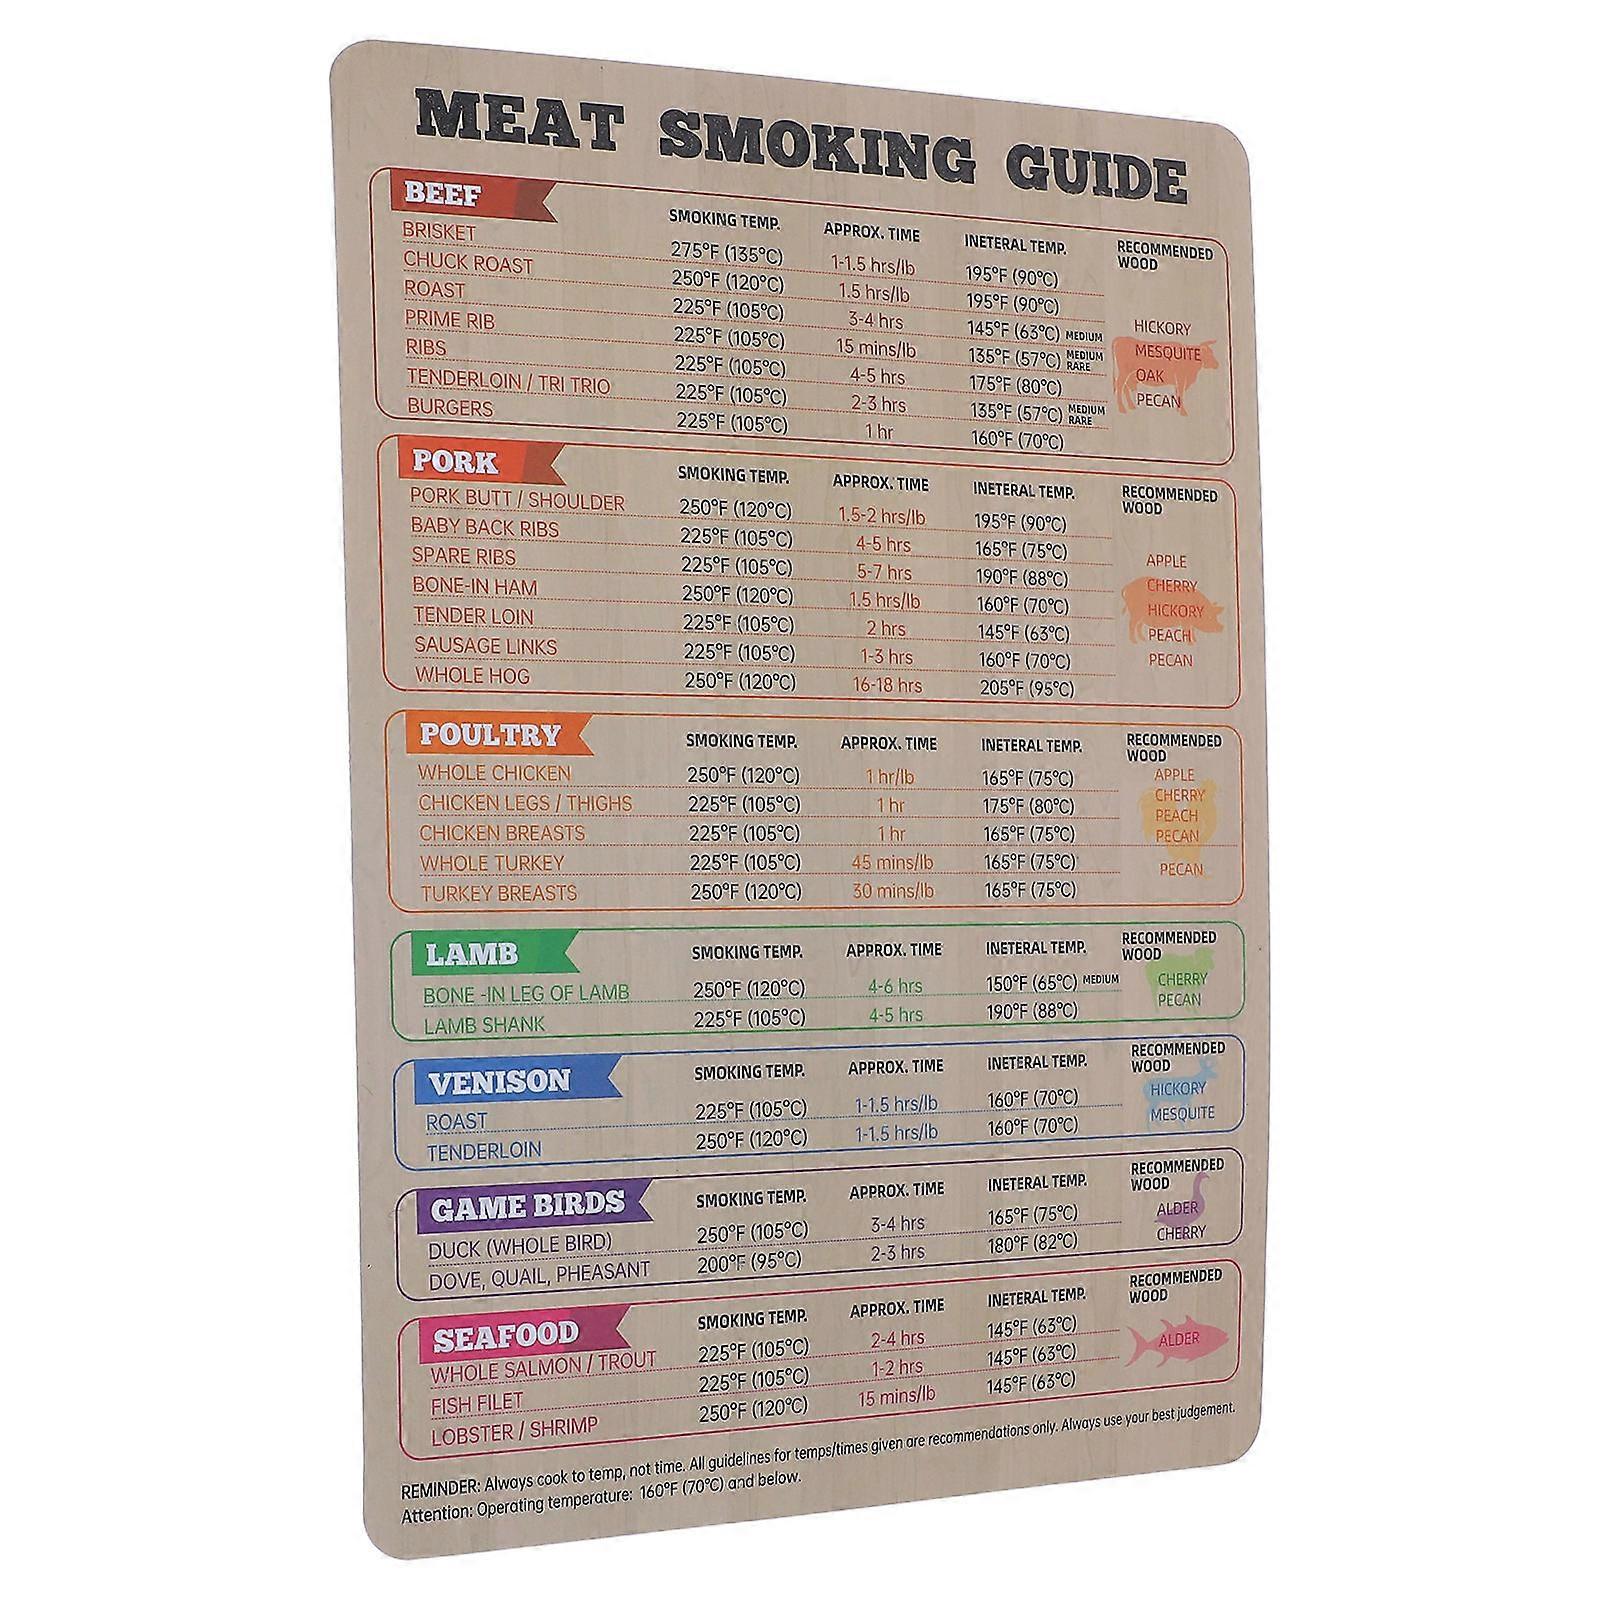 MEAT SMOKING GUIDE
BEEF SMOKING TEMP. APPROX. TIME INETERAL TEMP. RECOMMENDED WOOD
BRISKET 275°F (135°C) 1-1.5 hrs/lb 195°F (90°C)
CHUCK ROAST 250°F (120°C) 1.5 hrs/lb 195°F (90°C)
ROAST 225°F (105°C) 3-4 hrs 145°F (63°C) MEDIUM
PRIME RIB 225°F (105°C) 15 mins/lb 135°F (57°C) MEDIUM RARE
RIBS 225°F (105°C) 4-5 hrs 175°F (80°C)
TENDERLOIN / TRI TRIO 225°F (105°C) 2-3 hrs 135°F (57°C) MEDIUM RARE
BURGERS 225°F (105°C) 1 hr 160°F (70°C)
HICKORY
MESQUITE
OAK
PECAN
PORK SMOKING TEMP. APPROX. TIME INETERAL TEMP. RECOMMENDED WOOD
PORK BUTT / SHOULDER 250°F (120°C) 1.5-2 hrs/lb 195°F (90°C)
BABY BACK RIBS 225°F (105°C) 4-5 hrs 165°F (75°C)
SPARE RIBS 225°F (105°C) 5-7 hrs 190°F (88°C)
BONE-IN HAM 250°F (120°C) 1.5 hrs/lb 160°F (70°C)
TENDER LOIN 225°F (105°C) 2 hrs 145°F (63°C)
SAUSAGE LINKS 225°F (105°C) 1-3 hrs 160°F (70°C)
WHOLE HOG 250°F (120°C) 16-18 hrs 205°F (95°C)
APPLE
CHERRY
HICKORY
PEACH
PECAN
POULTRY SMOKING TEMP. APPROX. TIME INETERAL TEMP. RECOMMENDED WOOD
WHOLE CHICKEN 250°F (120°C) 1 hr/lb 165°F (75°C)
CHICKEN LEGS / THIGHS 225°F (105°C) 1 hr 175°F (80°C)
CHICKEN BREASTS 225°F (105°C) 1 hr 165°F (75°C)
WHOLE TURKEY 225°F (105°C) 45 mins/lb 165°F (75°C)
TURKEY BREASTS 250°F (120°C) 30 mins/lb 165°F (75°C)
APPLE
CHERRY
PEACH
PECAN
PECAN
LAMB SMOKING TEMP. APPROX. TIME INETERAL TEMP. RECOMMENDED WOOD
BONE -IN LEG OF LAMB 250°F (120°C) 4-6 hrs 150°F (65°C) MEDIUM
LAMB SHANK 225°F (105°C) 4-5 hrs 190°F (88°C)
CHERRY
PECAN
VENISON SMOKING TEMP. APPROX. TIME INETERAL TEMP. RECOMMENDED WOOD
ROAST 225°F (105°C) 1-1.5 hrs/lb 160°F (70°C)
TENDERLOIN 250°F (120°C) 1-1.5 hrs/lb 160°F (70°C)
HICKORY
MESQUITE
GAME BIRDS SMOKING TEMP. APPROX. TIME INETERAL TEMP. RECOMMENDED WOOD
DUCK (WHOLE BIRD) 250°F (105°C) 3-4 hrs 165°F (75°C)
DOVE, QUAIL, PHEASANT 200°F (95°C) 2-3 hrs 180°F (82°C)
ALDER
CHERRY
SEAFOOD SMOKING TEMP. APPROX. TIME INETERAL TEMP. RECOMMENDED WOOD
WHOLE SALMON / TROUT 225°F (105°C) 2-4 hrs 145°F (63°C)
FISH FILET 225°F (105°C) 1-2 hrs 145°F (63°C)
LOBSTER / SHRIMP 250°F (120°C) 15 mins/lb 145°F (63°C)
ALDER
REMINDER: Always cook to temp, not time. All guidelines for temps/times given are recommendations only. Always use your best judgement.
Attention: Operating temperature: 160°F (70°C) and below.